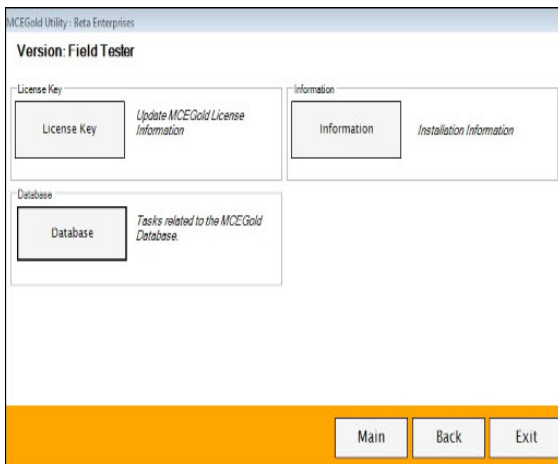 MCEGold Utility : Beta Enterprises
Version: Field Tester
License Key
License Key
Update MCEGold License
Information
Information
Information
Installation Information
Database
Database
Tasks related to the MCEGold
Database.
Main
Back
Exit